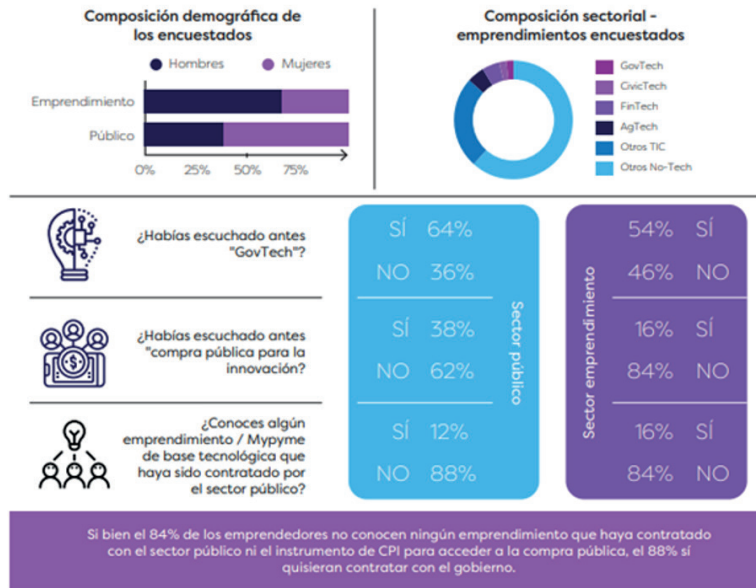 Composición demográfica de
los encuestados
Hombres
Mujeres
Emprendimiento
Público
0%
25%
50%
75%
Composición sectorial -
emprendimientos encuestados
GovTech
CivicTech
FinTech
AgTech
Otros TIC
Otros No-Tech
¿Habías escuchado antes
"GovTech"?
SÍ 64%
NO 36%
54% SÍ
46% NO
¿Habías escuchado antes
"compra pública para la
innovación?
SÍ 38%
NO 62%
16% SÍ
84% NO
¿Conoces algún
emprendimiento / Mypyme
de base tecnológica que
haya sido contratado por
el sector público?
SÍ 12%
NO 88%
16% SÍ
84% NO
Sector público
Sector emprendimiento
Si bien el 84% de los emprendedores no conocen ningún emprendimiento que haya contratado
con el sector público ni el instrumento de CPI para acceder a la compra pública, el 88% sí
quisieran contratar con el gobierno.